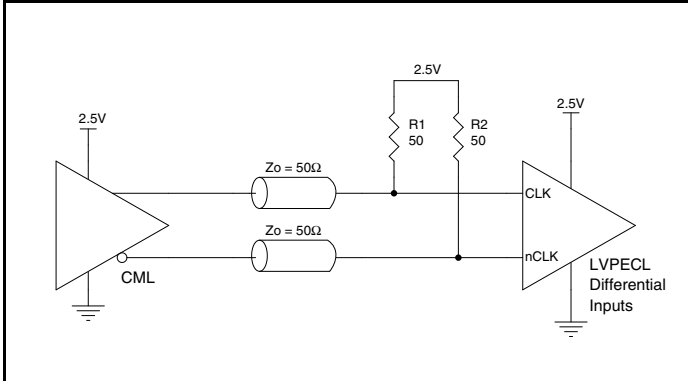 2.5V
2.5V
2.5V
R1
50
R2
50
Zo = 50Ω
CLK
Zo = 50Ω
nCLK
CML
LVPECL
Differential
Inputs